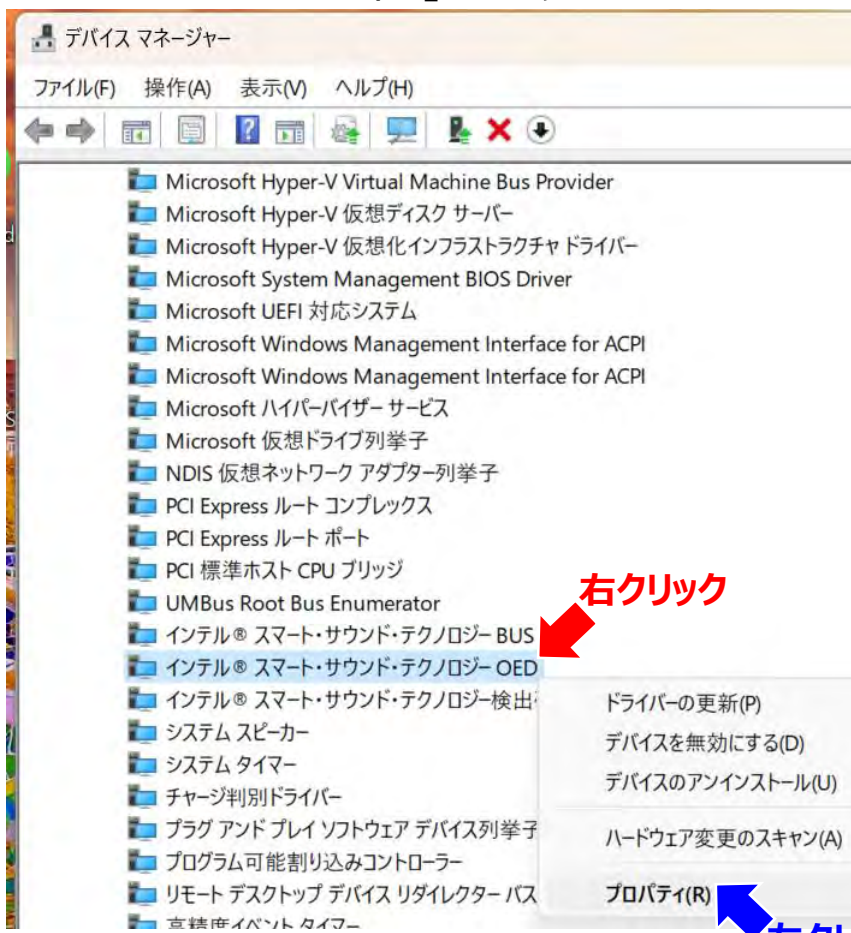 デバイス マネージャー
ファイル(F) 操作(A) 表示(V) ヘルプ(H)
Microsoft Hyper-V Virtual Machine Bus Provider
Microsoft Hyper-V 仮想ディスク サーバー
Microsoft Hyper-V 仮想化インフラストラクチャ ドライバー
Microsoft System Management BIOS Driver
Microsoft UEFI 対応システム
Microsoft Windows Management Interface for ACPI
Microsoft Windows Management Interface for ACPI
Microsoft ハイパーバイザー サービス
Microsoft 仮想ドライブ列挙子
NDIS 仮想ネットワーク アダプター列挙子
PCI Express ルート コンプレックス
PCI Express ルート ポート
PCI 標準ホスト CPU ブリッジ
右クリック
UMBus Root Bus Enumerator
インテル® スマート・サウンド・テクノロジー BUS
インテル® スマート・サウンド・テクノロジー OED
インテル® スマート・サウンド・テクノロジー検出
ドライバーの更新(P)
システム スピーカー
デバイスを無効にする(D)
システム タイマー
デバイスのアンインストール(U)
チャージ判別ドライバー
プラグ アンド プレイ ソフトウェア デバイス列挙子
ハードウェア変更のスキャン(A)
プログラム可能割り込みコントローラー
リモート デスクトップ デバイス リダイレクター バス
プロパティ(R)
高精度イベント タイマー